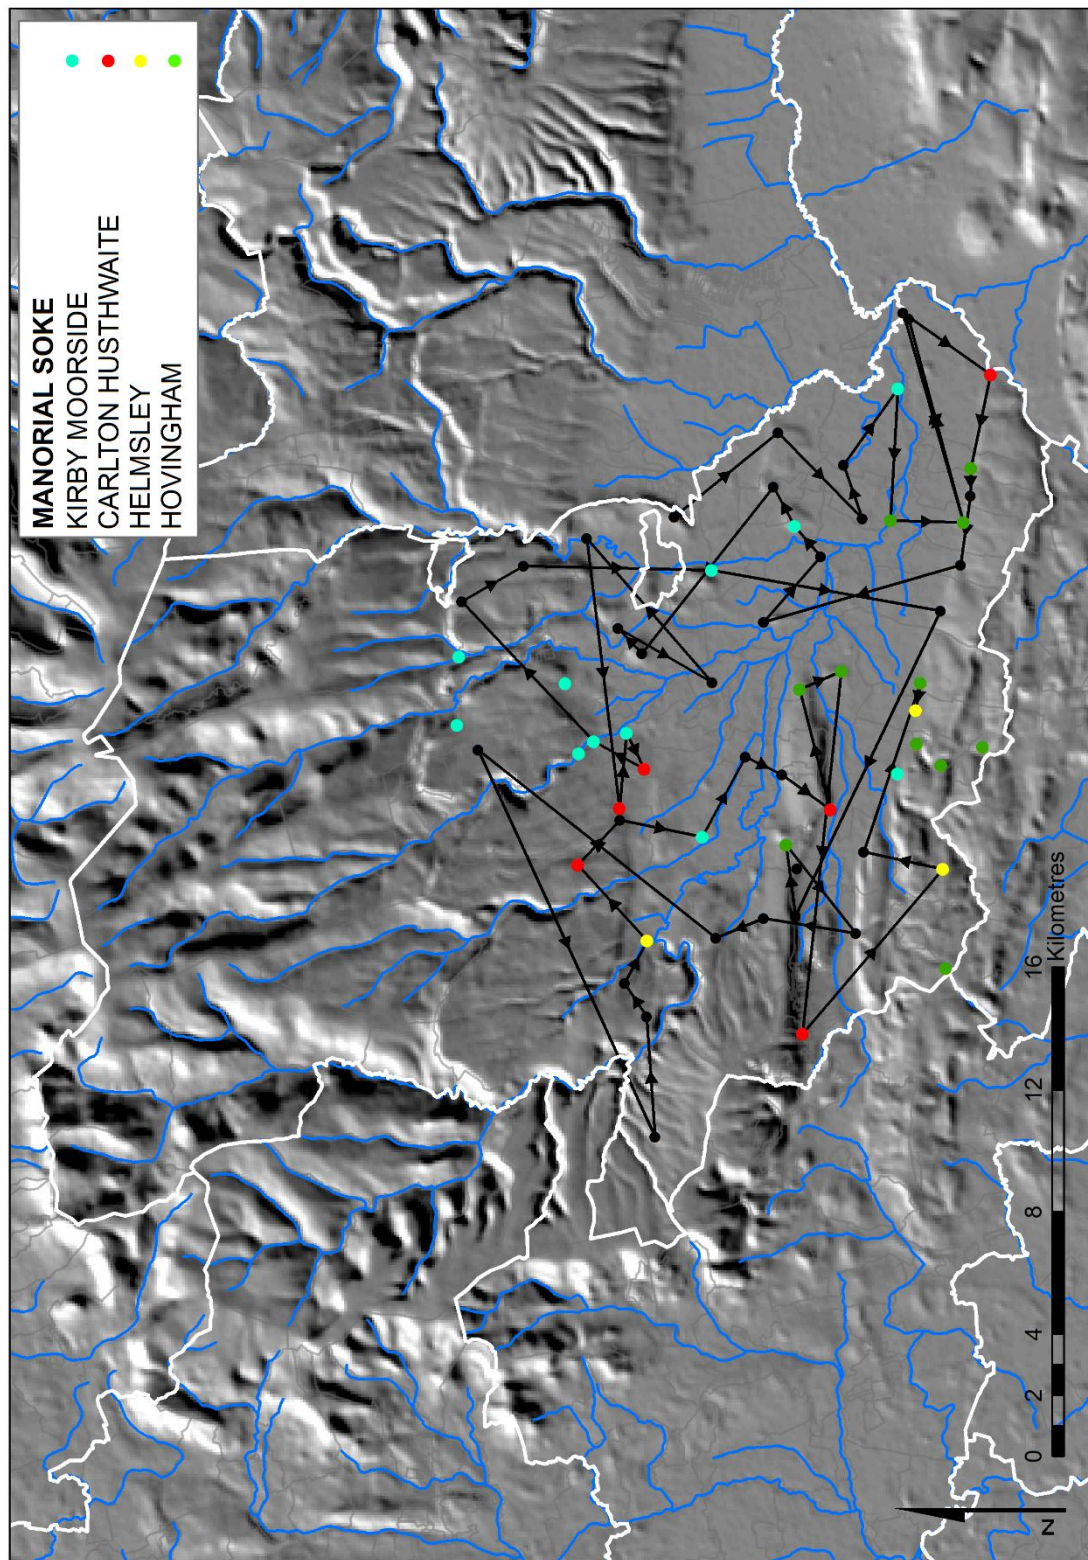 MANORIAL SOKE
KIRBY MOORSIDE
CARLTON HUSTHWAITE
HELMSLEY
HOVINGHAM
N
0 2 4 8 12 16
Kilometres